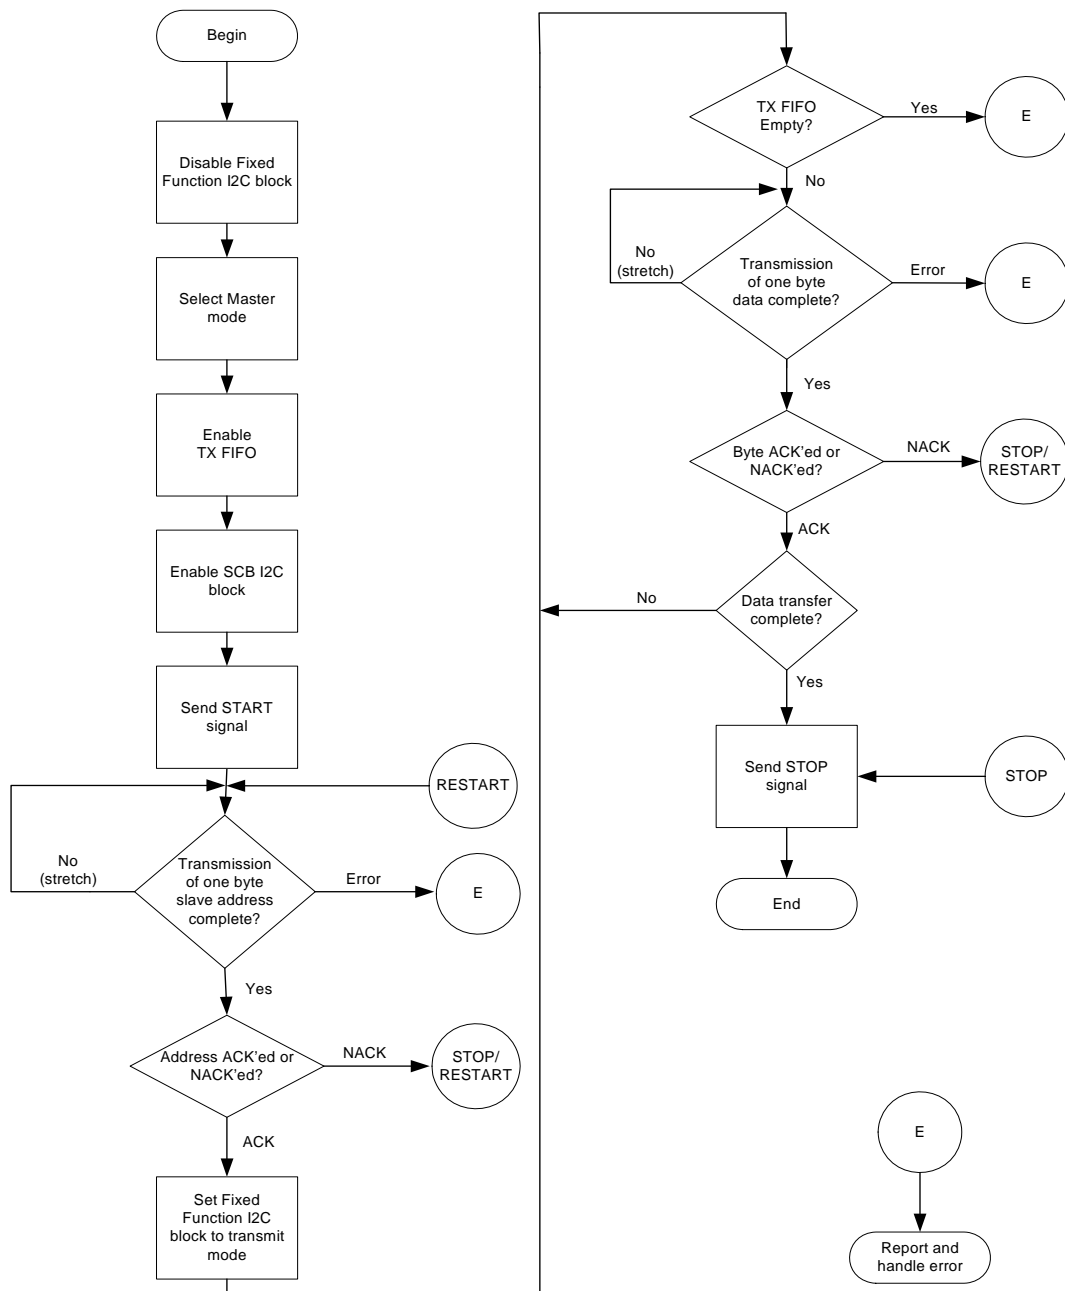 Begin
Disable Fixed
Function I2C block
Select Master
mode
Enable
TX FIFO
Enable SCB I2C
block
Send START
signal
RESTART
No
(stretch)
Transmission
of one byte
slave address
complete?
Error
E
Yes
Address ACK'ed or
NACK'ed?
NACK
STOP/
RESTART
ACK
Set Fixed
Function I2C
block to transmit
mode
TX FIFO
Empty?
Yes
E
No
No
(stretch)
Transmission
of one byte
data complete?
Error
E
Yes
Byte ACK'ed or
NACK'ed?
NACK
STOP/
RESTART
ACK
Data transfer
complete?
No
Yes
Send STOP
signal
STOP
End
E
Report and
handle error